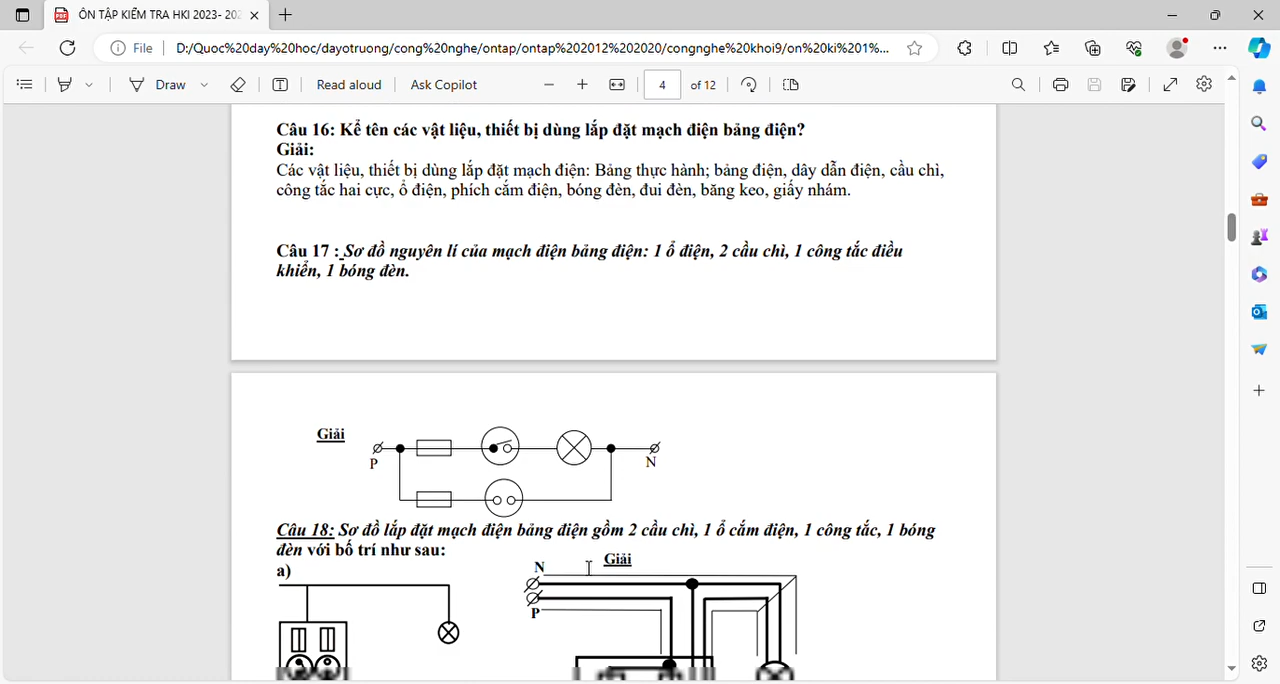 ÔN TẬP KIỂM TRA HKI 2023- 202
File
D:/Quoc%20day%20hoc/dayotruong/cong%20nghe/ontap/ontap%202012%202020/congnghe%20khoi9/on%20ki%201%...
Draw
Read aloud
Ask Copilot
4
of 12
Câu 16: Kể tên các vật liệu, thiết bị dùng lắp đặt mạch điện bảng điện?
Giải:
Các vật liệu, thiết bị dùng lắp đặt mạch điện: Bảng thực hành; bảng điện, dây dẫn điện, cầu chì,
công tắc hai cực, ổ điện, phích cắm điện, bóng đèn, đui đèn, băng keo, giấy nhám.
Câu 17 : Sơ đồ nguyên lí của mạch điện bảng điện: 1 ổ điện, 2 cầu chì, 1 công tắc điều
khiển, 1 bóng đèn.
Giải
P
N
Câu 18: Sơ đồ lắp đặt mạch điện bảng điện gồm 2 cầu chì, 1 ổ cắm điện, 1 công tắc, 1 bóng
đèn với bố trí như sau:
a)
Giải
N
P